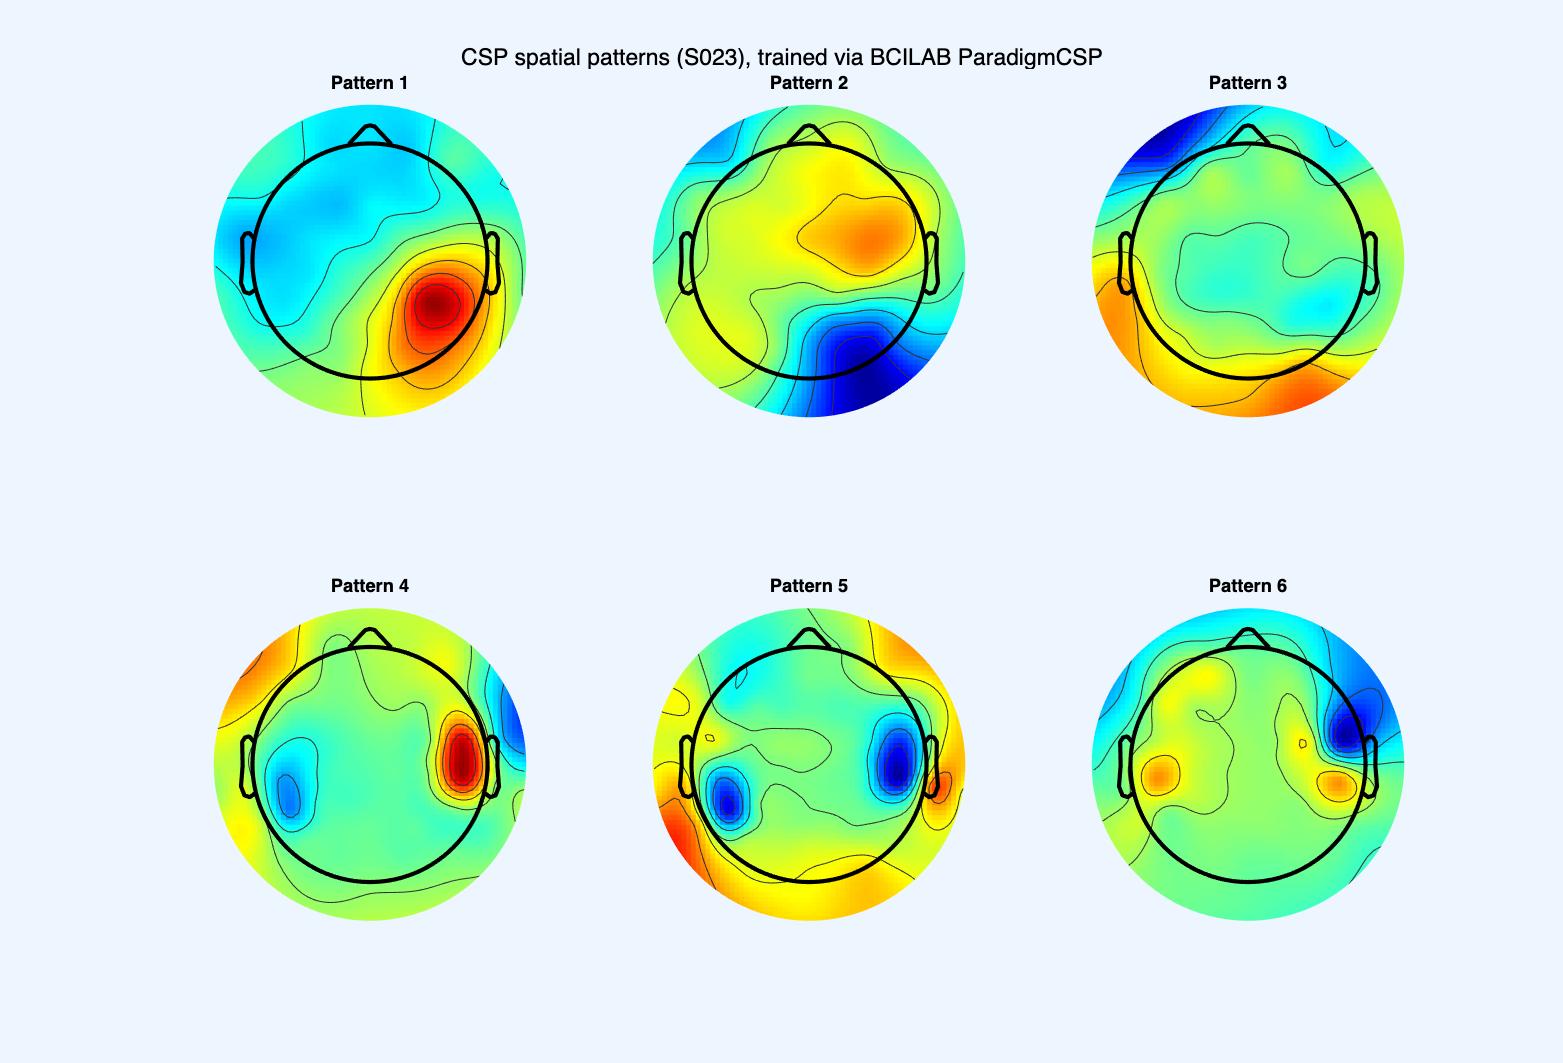 CSP spatial patterns (S023), trained via BCILAB ParadigmCSP
Pattern 1
Pattern 2
Pattern 3
Pattern 4
Pattern 5
Pattern 6